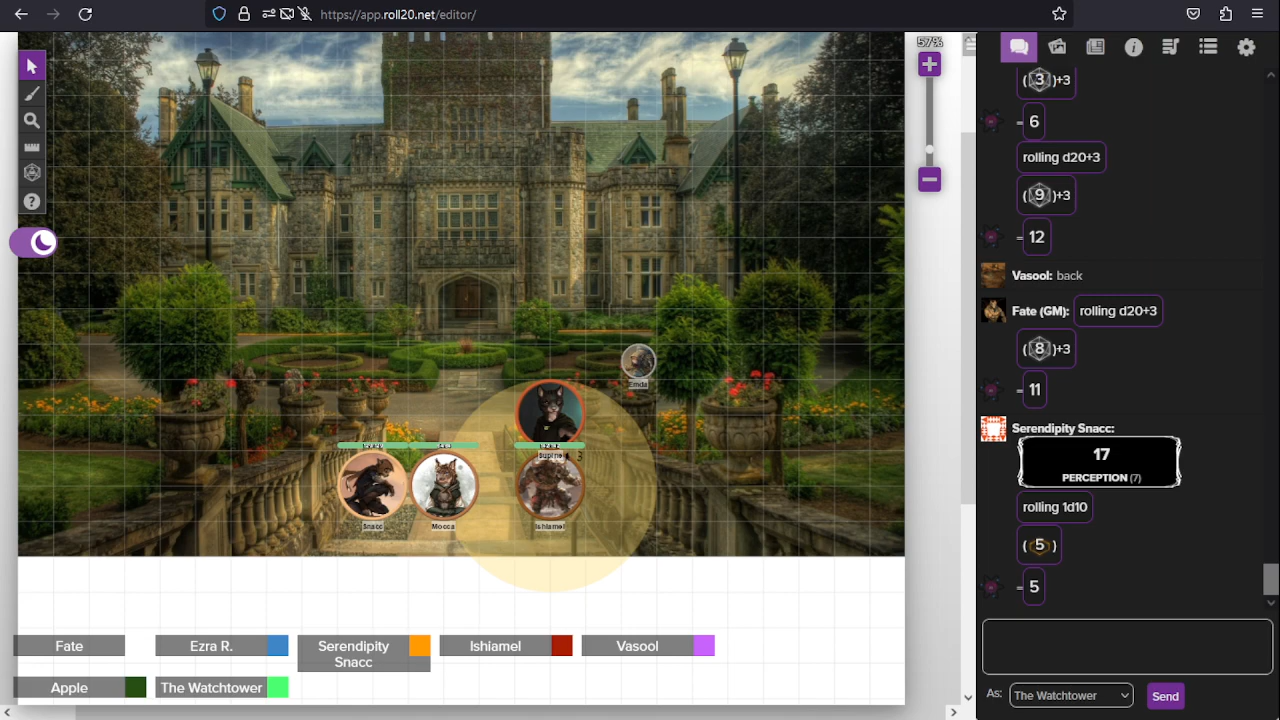 https://app.roll20.net/editor/
57%
(3)+3
=6
rolling d20+3
(9)+3
=12
Vasool: back
Fate (GM): rolling d20+3
(8)+3
=11
Serendipity Snacc:
17
PERCEPTION (7)
rolling 1d10
(5)
=5
Emda
Snacc
Mocca
Ishlamel
Fate
Ezra R.
Serendipity
Snacc
Ishlamel
Vasool
Apple
The Watchtower
As: The Watchtower
Send